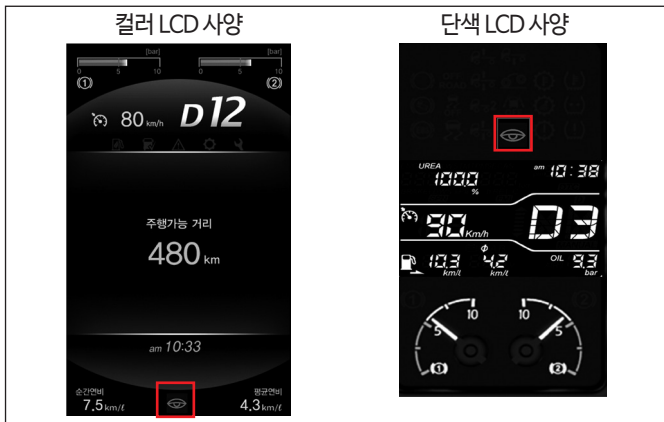 컬러 LCD 사양
단색 LCD 사양
[bar]
[bar]
0 5 10
0 5 10
(1)
(2)
80 km/h
D12
주행가능 거리
480 km
am 10:33
순간연비
7.5 km/ℓ
평균연비
4.3 km/ℓ
UREA
100.0
%
am 10:38
90 Km/h
D3
10.3
km/ℓ
Φ
4.2
km/ℓ
OIL 9.3
bar
5
10
(1)
10
5
(2)